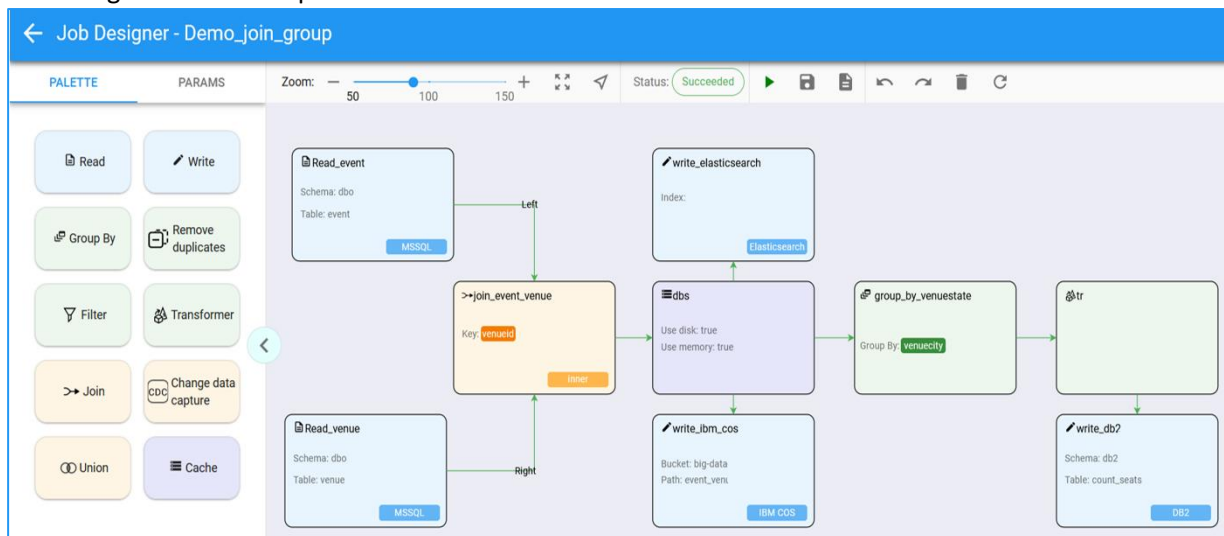 Job Designer - Demo_join_group
PALETTE
PARAMS
Zoom:
50
100
150
Status:
Succeeded
Read
Write
Group By
Remove
duplicates
Filter
Transformer
Join
CDC
Change data
capture
Union
Cache
Read_event
Schema: dbo
Table: event
MSSQL
Left
write_elasticsearch
Index:
Elasticsearch
join_event_venue
Key: venueid
inner
dbs
Use disk: true
Use memory: true
group_by_venuestate
Group By: venuecity
tr
Read_venue
Schema: dbo
Table: venue
MSSQL
Right
write_ibm_cos
Bucket: big-data
Path: event_venu
IBM COS
write_db2
Schema: db2
Table: count_seats
DB2